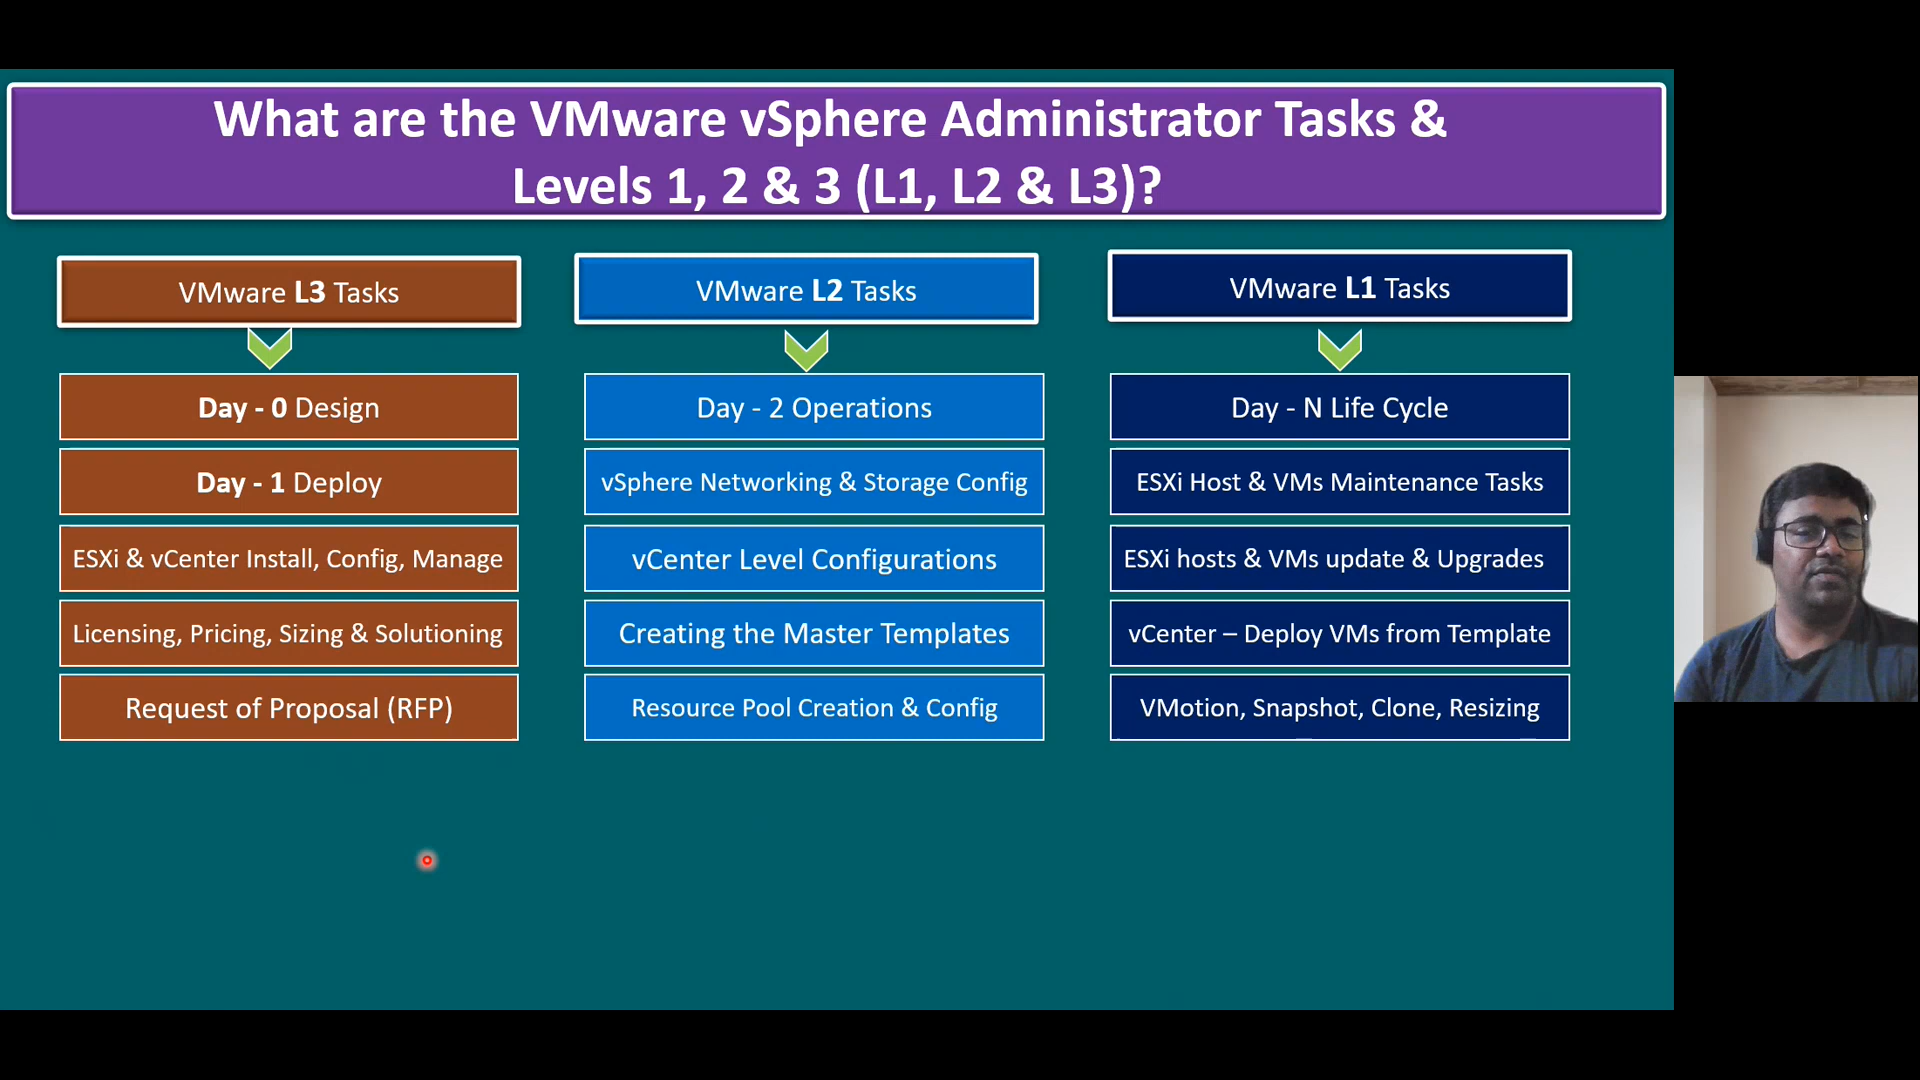 What are the VMware vSphere Administrator Tasks &
Levels 1, 2 & 3 (L1, L2 & L3)?
VMware L3 Tasks
Day - 0 Design
Day - 1 Deploy
ESXi & vCenter Install, Config, Manage
Licensing, Pricing, Sizing & Solutioning
Request of Proposal (RFP)
VMware L2 Tasks
Day - 2 Operations
vSphere Networking & Storage Config
vCenter Level Configurations
Creating the Master Templates
Resource Pool Creation & Config
VMware L1 Tasks
Day - N Life Cycle
ESXi Host & VMs Maintenance Tasks
ESXi hosts & VMs update & Upgrades
vCenter – Deploy VMs from Template
VMotion, Snapshot, Clone, Resizing